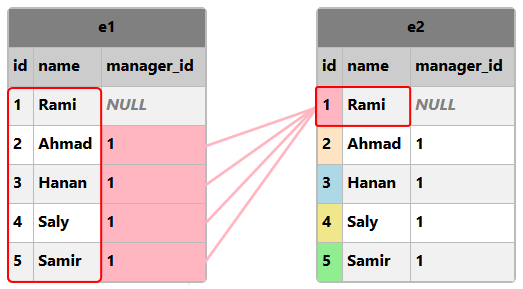 e1 e2
id name manager_id id name manager_id
1 Rami NULL 1 Rami NULL
2 Ahmad 1 2 Ahmad 1
3 Hanan 1 3 Hanan 1
4 Saly 1 4 Saly 1
5 Samir 1 5 Samir 1